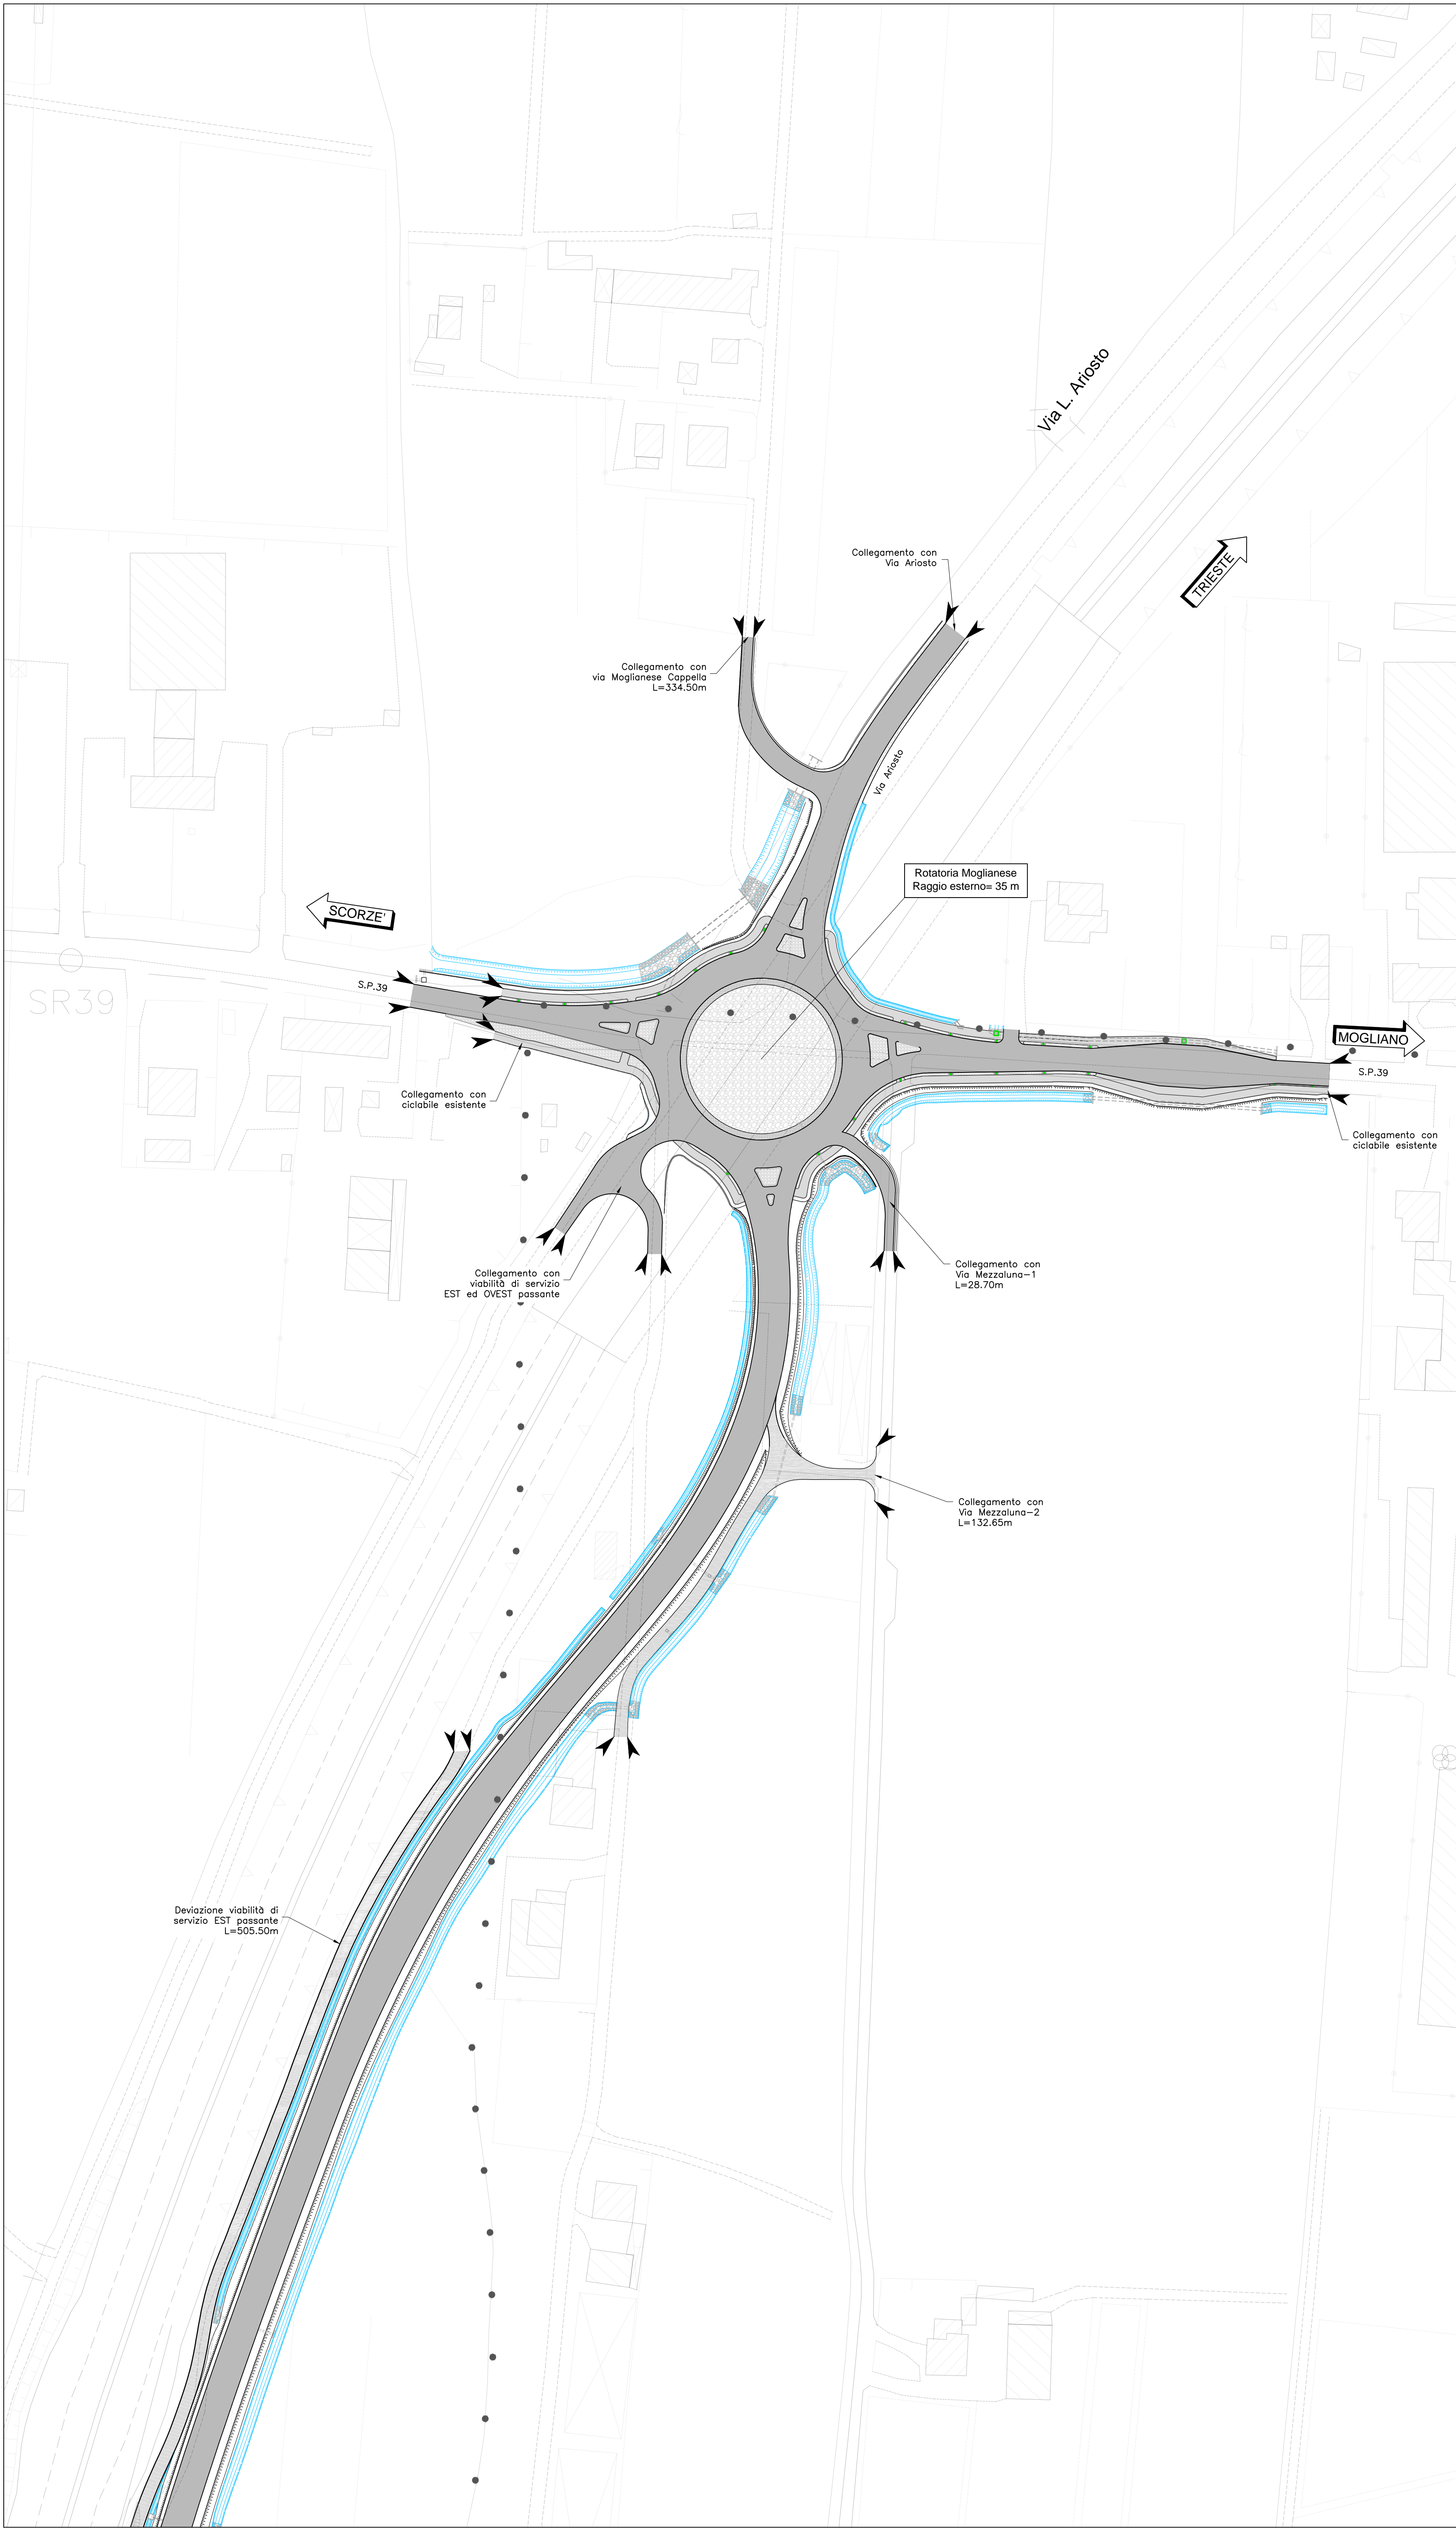 Via L. Ariosto
Collegamento con
Via Ariosto
TRIESTE
Collegamento con
via Moglianese Cappella
L=334.50m
Via Ariosto
Rotatoria Moglianese
Raggio esterno= 35 m
SCORZE'
S.P.39
SR39
MOGLIANO
S.P.39
Collegamento con
ciclabile esistente
Collegamento con
ciclabile esistente
Collegamento con
viabilità di servizio
EST ed OVEST passante
Collegamento con
Via Mezzaluna-1
L=28.70m
Collegamento con
Via Mezzaluna-2
L=132.65m
Deviazione viabilità di
servizio EST passante
L=505.50m